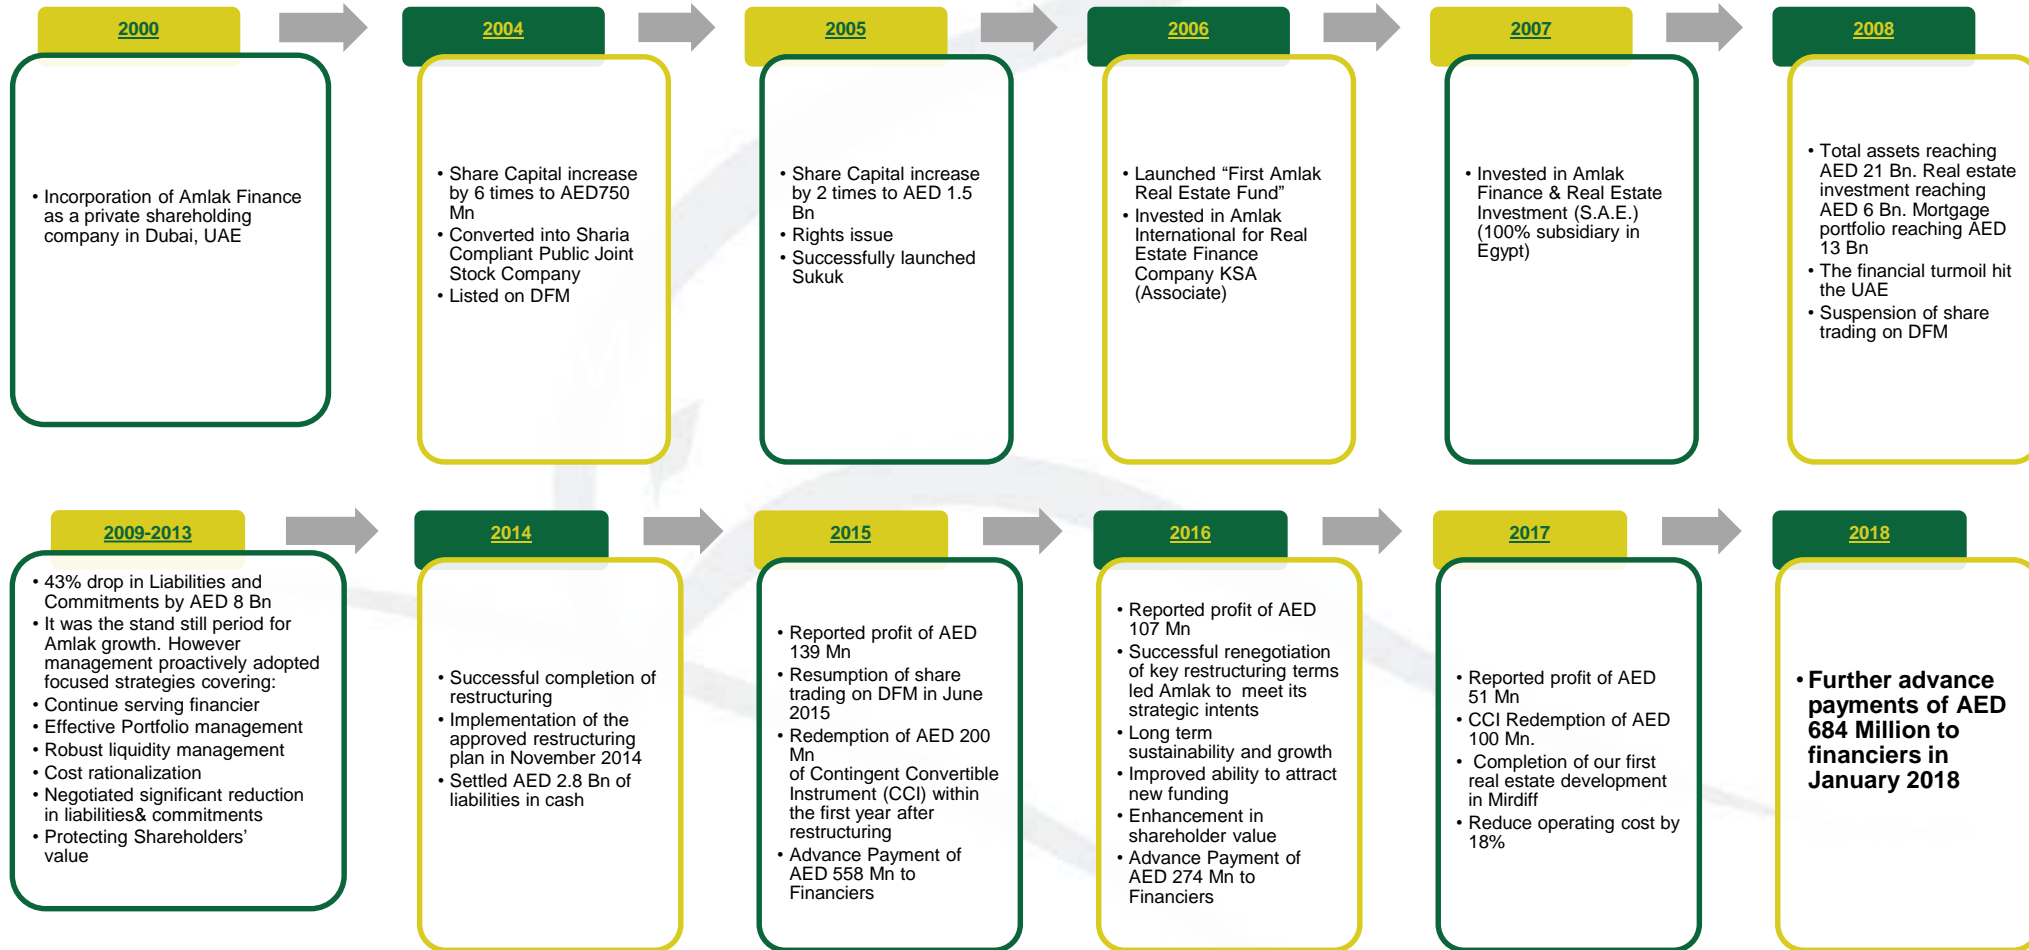 2000
• Incorporation of Amlak Finance
as a private shareholding
company in Dubai, UAE
2004
• Share Capital increase
by 6 times to AED750
Mn
• Converted into Sharia
Compliant Public Joint
Stock Company
• Listed on DFM
2005
• Share Capital increase
by 2 times to AED 1.5
Bn
• Rights issue
• Successfully launched
Sukuk
2006
• Launched “First Amlak
Real Estate Fund”
• Invested in Amlak
International for Real
Estate Finance
Company KSA
(Associate)
2007
• Invested in Amlak
Finance & Real Estate
Investment (S.A.E.)
(100% subsidiary in
Egypt)
2008
• Total assets reaching
AED 21 Bn. Real estate
investment reaching
AED 6 Bn. Mortgage
portfolio reaching AED
13 Bn
• The financial turmoil hit
the UAE
• Suspension of share
trading on DFM
2009-2013
• 43% drop in Liabilities and
Commitments by AED 8 Bn
• It was the stand still period for
Amlak growth. However
management proactively adopted
focused strategies covering:
• Continue serving financier
• Effective Portfolio management
• Robust liquidity management
• Cost rationalization
• Negotiated significant reduction
in liabilities& commitments
• Protecting Shareholders’
value
2014
• Successful completion of
restructuring
• Implementation of the
approved restructuring
plan in November 2014
• Settled AED 2.8 Bn of
liabilities in cash
2015
• Reported profit of AED
139 Mn
• Resumption of share
trading on DFM in June
2015
• Redemption of AED 200
Mn
of Contingent Convertible
Instrument (CCI) within
the first year after
restructuring
• Advance Payment of
AED 558 Mn to
Financiers
2016
• Reported profit of AED
107 Mn
• Successful renegotiation
of key restructuring terms
led Amlak to meet its
strategic intents
• Long term
sustainability and growth
• Improved ability to attract
new funding
• Enhancement in
shareholder value
• Advance Payment of
AED 274 Mn to
Financiers
2017
• Reported profit of AED
51 Mn
• CCI Redemption of AED
100 Mn.
• Completion of our first
real estate development
in Mirdiff
• Reduce operating cost by
18%
2018
• Further advance
payments of AED
684 Million to
financiers in
January 2018